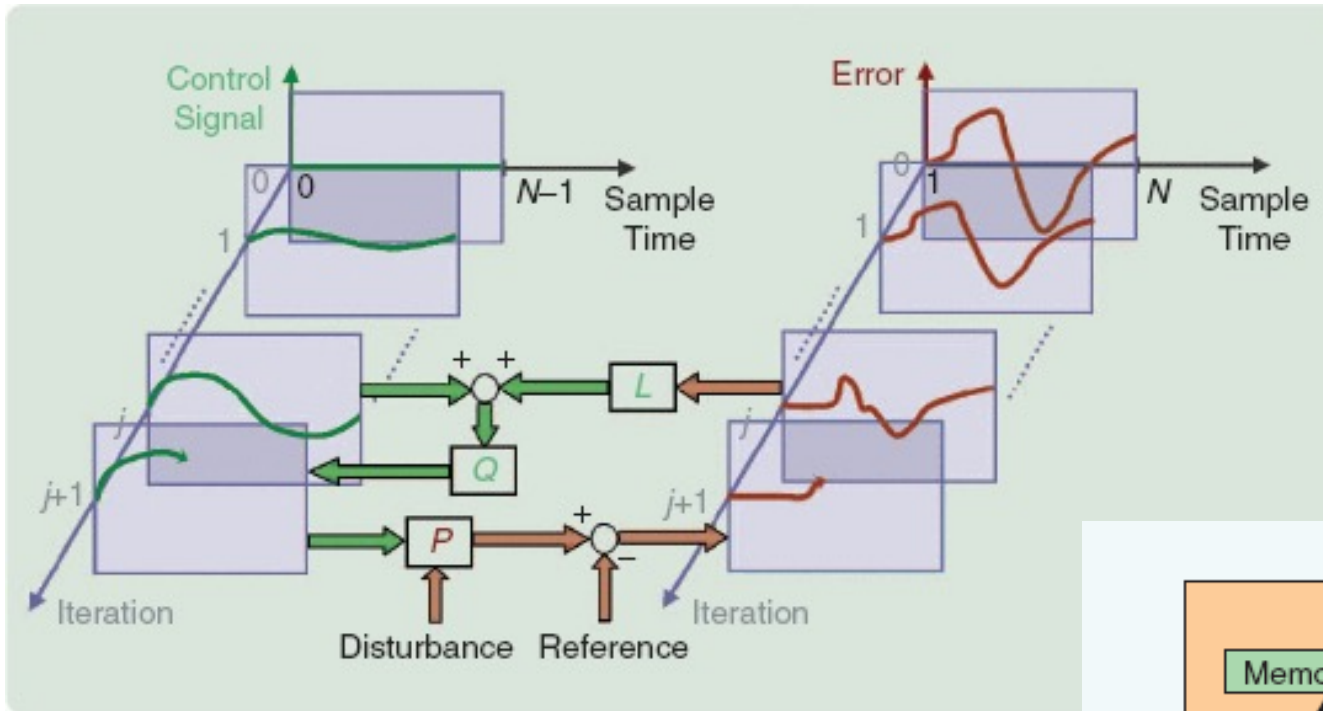 Control
Signal
0
0
N–1
Sample
Time
1
j
j+1
Iteration
+
+
L
Q
P
+
–
Disturbance
Reference
Error
0
1
N
Sample
Time
1
j
j+1
Iteration